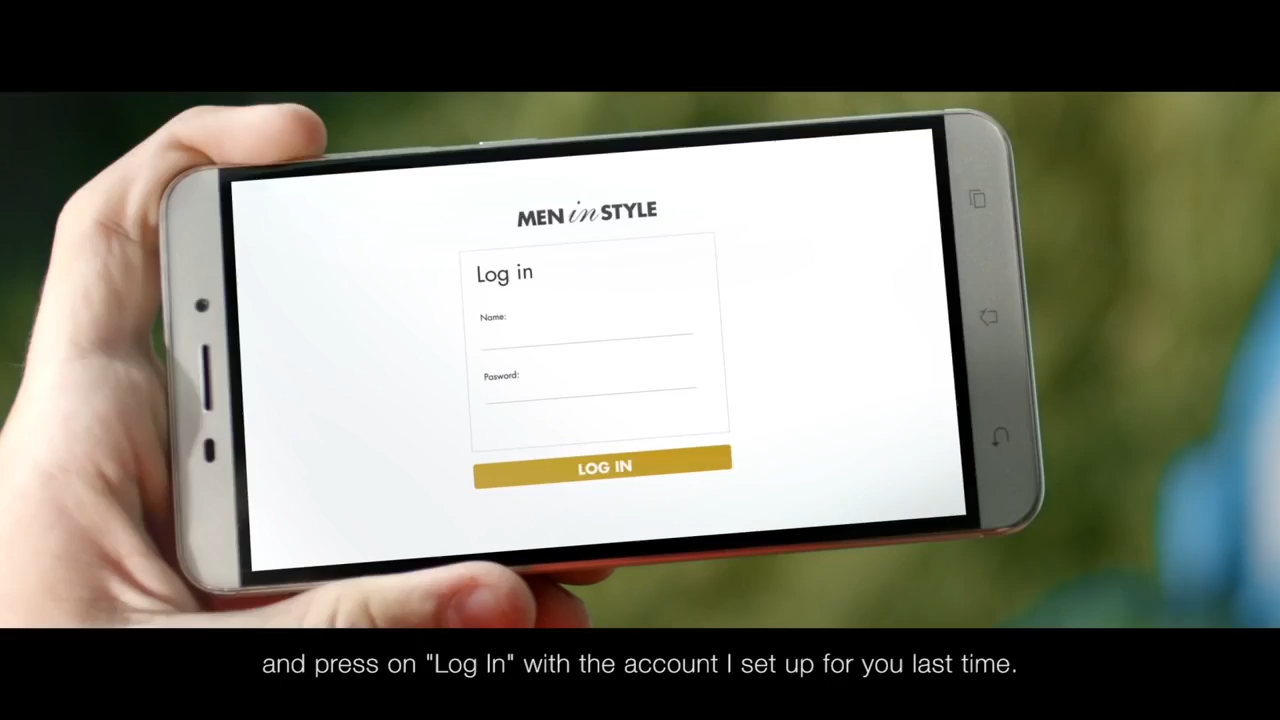 MEN in STYLE
Log in
Name:
Pasword:
LOG IN
and press on "Log In" with the account I set up for you last time.